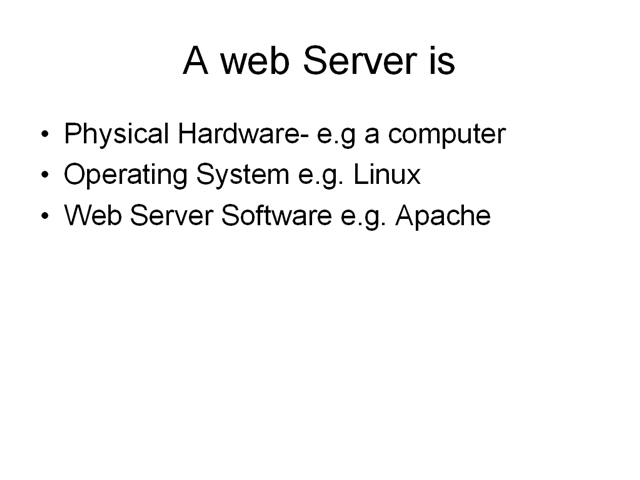 A web Server is
• Physical Hardware- e.g a computer
• Operating System e.g. Linux
• Web Server Software e.g. Apache